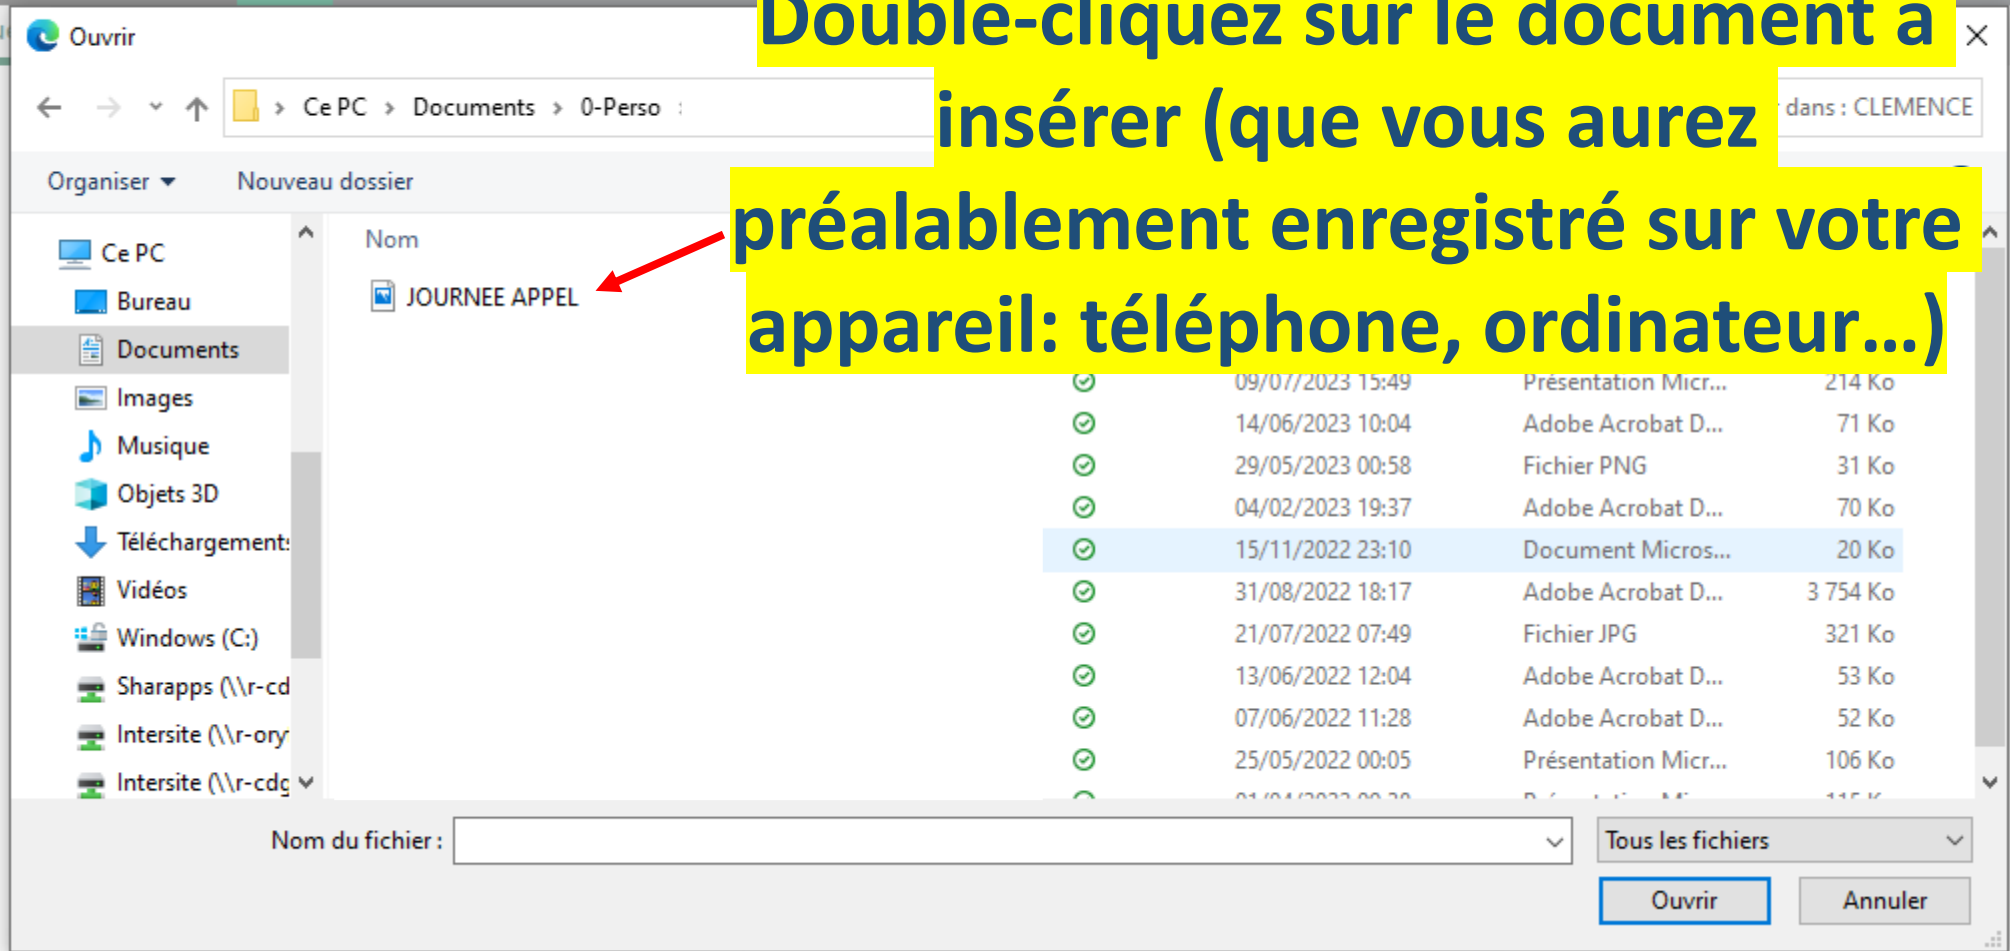 Ouvrir
Double-cliquez sur le document à
insérer (que vous aurez
préalablement enregistré sur votre
appareil: téléphone, ordinateur...)
Ce PC > Documents > 0-Perso
dans : CLEMENCE
Organiser
Nouveau dossier
Nom
JOURNEE APPEL
Ce PC
Bureau
Documents
Images
Musique
Objets 3D
Téléchargements
Vidéos
Windows (C:)
Sharapps (\\r-cd
Intersite (\\r-ory
Intersite (\\r-cdg
09/07/2023 15:49 Présentation Micr... 214 Ko
14/06/2023 10:04 Adobe Acrobat D... 71 Ko
29/05/2023 00:58 Fichier PNG 31 Ko
04/02/2023 19:37 Adobe Acrobat D... 70 Ko
15/11/2022 23:10 Document Micros... 20 Ko
31/08/2022 18:17 Adobe Acrobat D... 3 754 Ko
21/07/2022 07:49 Fichier JPG 321 Ko
13/06/2022 12:04 Adobe Acrobat D... 53 Ko
07/06/2022 11:28 Adobe Acrobat D... 52 Ko
25/05/2022 00:05 Présentation Micr... 106 Ko
Nom du fichier :
Tous les fichiers
Ouvrir
Annuler